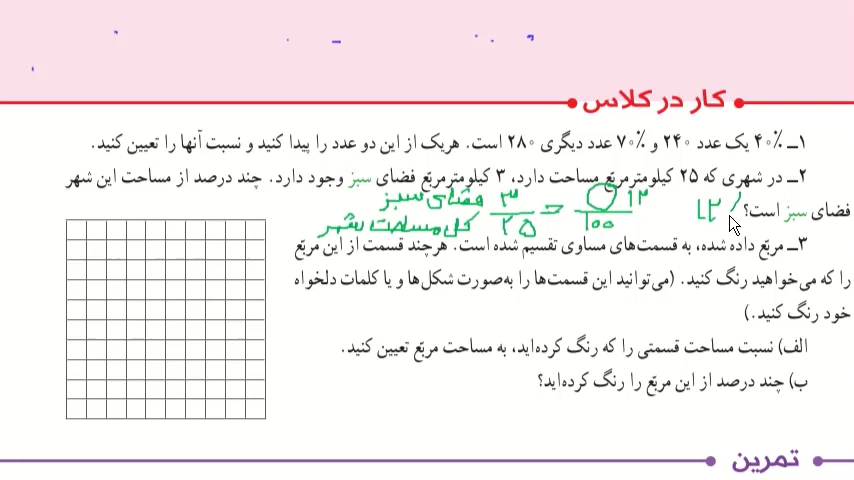 کار در کلاس
۱ــ ۴۰٪ یک عدد ۲۴۰ و ۷۰٪ عدد دیگری ۲۸۰ است. هریک از این دو عدد را پیدا کنید و نسبت آنها را تعیین کنید.
۲ــ در شهری که ۲۵ کیلومترمربّع مساحت دارد، ۳ کیلومترمربّع فضای سبز وجود دارد. چند درصد از مساحت این شهر
فضای سبز است؟
فضای سبز ۳ = ۱۲ ۱۲٪
کل مساحت شهر ۲۵ ۱۰۰
۳ــ مربّع داده شده، به قسمت‌های مساوی تقسیم شده است. هرچند قسمت از این مربّع
را که می‌خواهید رنگ کنید. (می‌توانید این قسمت‌ها را به‌صورت شکل‌ها و یا کلمات دلخواه
خود رنگ کنید.)
الف) نسبت مساحت قسمتی را که رنگ کرده‌اید، به مساحت مربّع تعیین کنید.
ب) چند درصد از این مربّع را رنگ کرده‌اید؟
تمرین